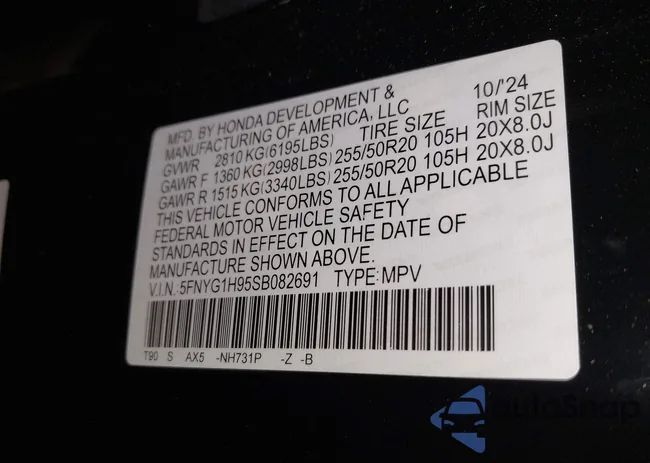 MFD. BY HONDA DEVELOPMENT & 10/'24
MANUFACTURING OF AMERICA, LLC
GVWR 2810 KG(6195LBS) TIRE SIZE RIM SIZE
GAWR F 1360 KG(2998LBS) 255/50R20 105H 20X8.0J
GAWR R 1515 KG(3340LBS) 255/50R20 105H 20X8.0J
THIS VEHICLE CONFORMS TO ALL APPLICABLE
FEDERAL MOTOR VEHICLE SAFETY
STANDARDS IN EFFECT ON THE DATE OF
MANUFACTURE SHOWN ABOVE.
V.I.N.:5FNYG1H95SB082691 TYPE:MPV
T90 S AX5 -NH731P -Z -B
autoSnap